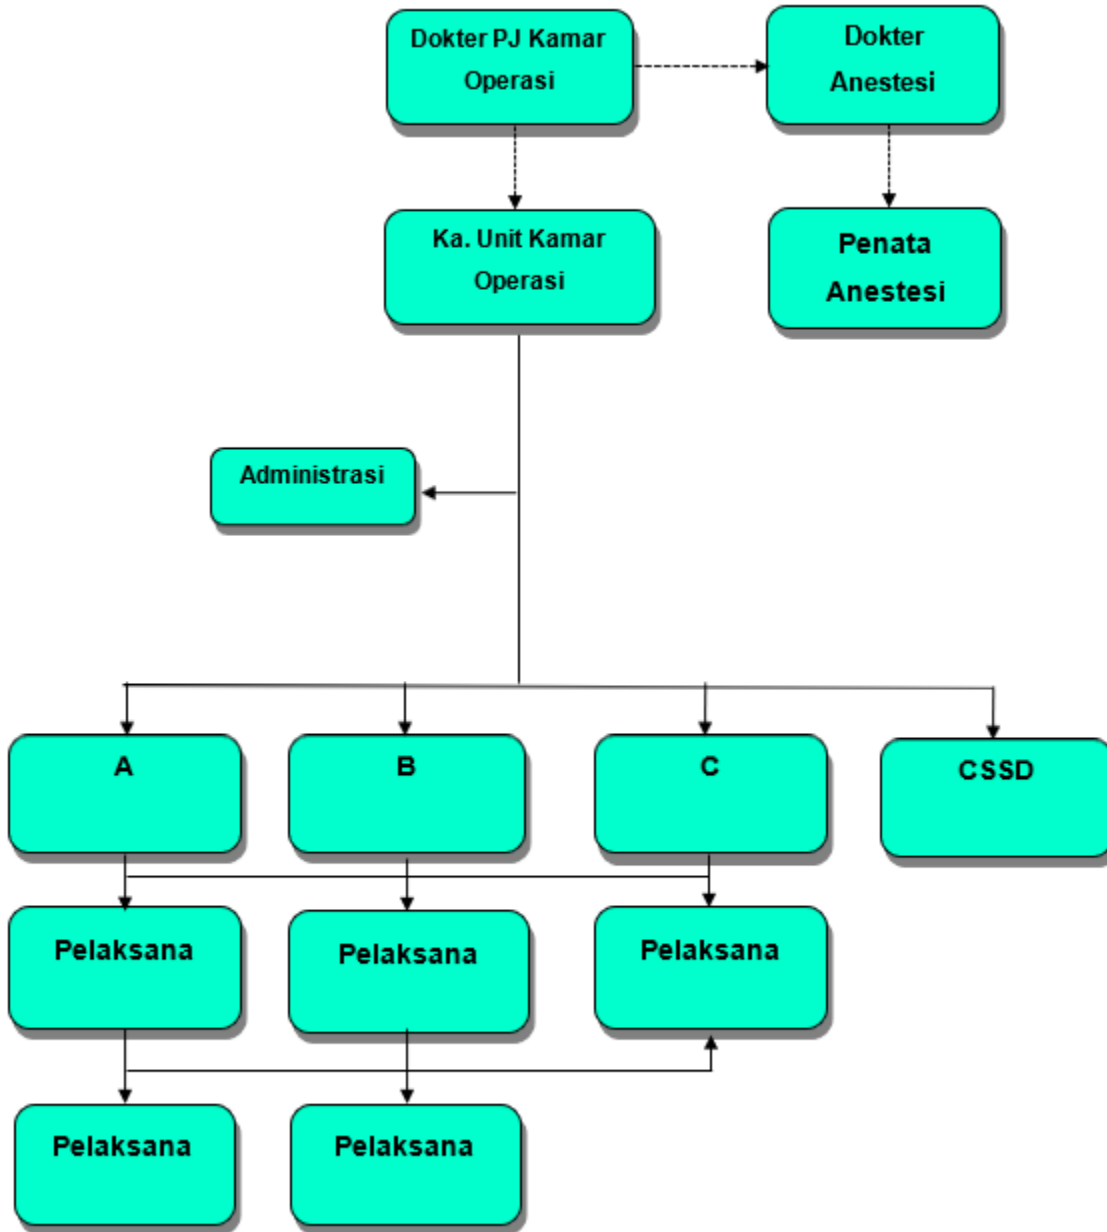 Dokter PJ Kamar
Operasi
Dokter
Anestesi
Ka. Unit Kamar
Operasi
Penata
Anestesi
Administrasi
A
B
C
CSSD
Pelaksana
Pelaksana
Pelaksana
Pelaksana
Pelaksana